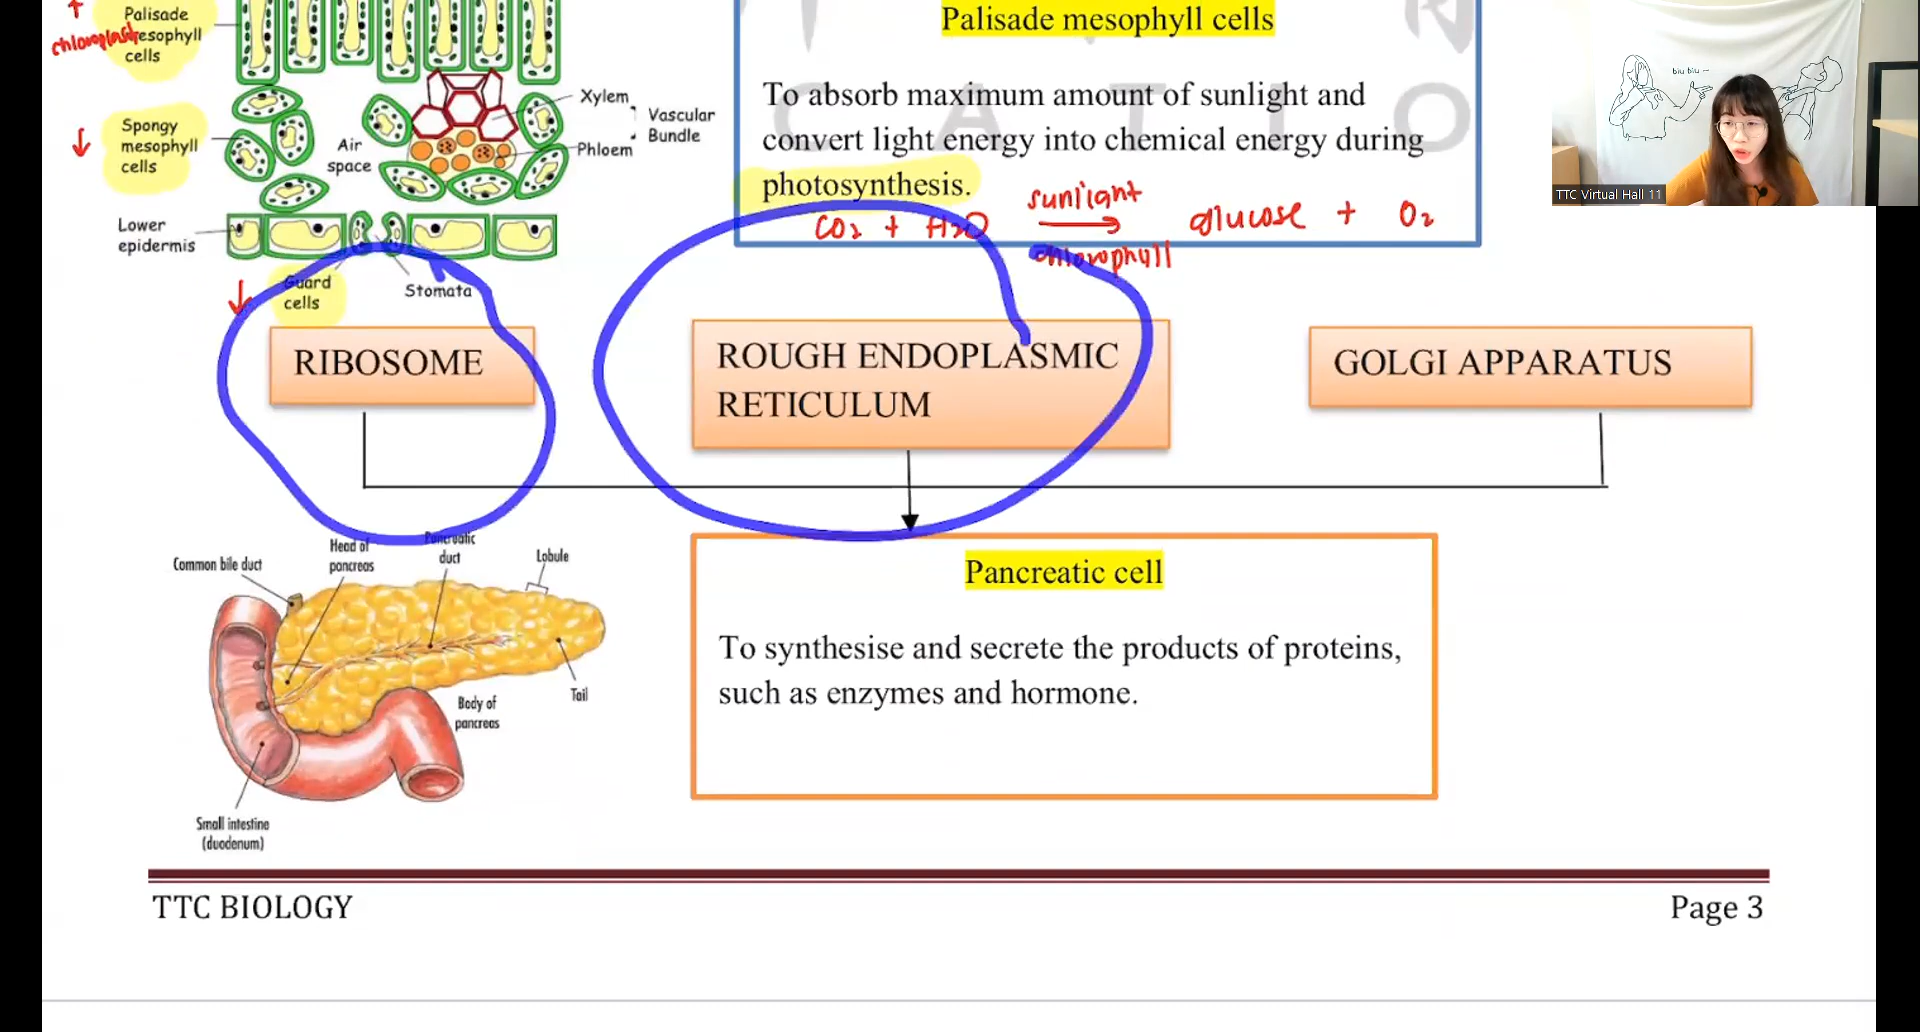 Palisade
mesophyll
cells
chloroplast
Spongy
mesophyll
cells
Air
space
Xylem
Phloem
Vascular
Bundle
Lower
epidermis
Guard
cells
Stomata
Palisade mesophyll cells
To absorb maximum amount of sunlight and
convert light energy into chemical energy during
photosynthesis.
CO2 + H2O
sunlight
chlorophyll
glucose + O2
biu biu
TTC Virtual Hall 11
RIBOSOME
ROUGH ENDOPLASMIC
RETICULUM
GOLGI APPARATUS
Common bile duct
Head of
pancreas
Pancreatic
duct
Lobule
Tail
Body of
pancreas
Small intestine
(duodenum)
Pancreatic cell
To synthesise and secrete the products of proteins,
such as enzymes and hormone.
TTC BIOLOGY
Page 3